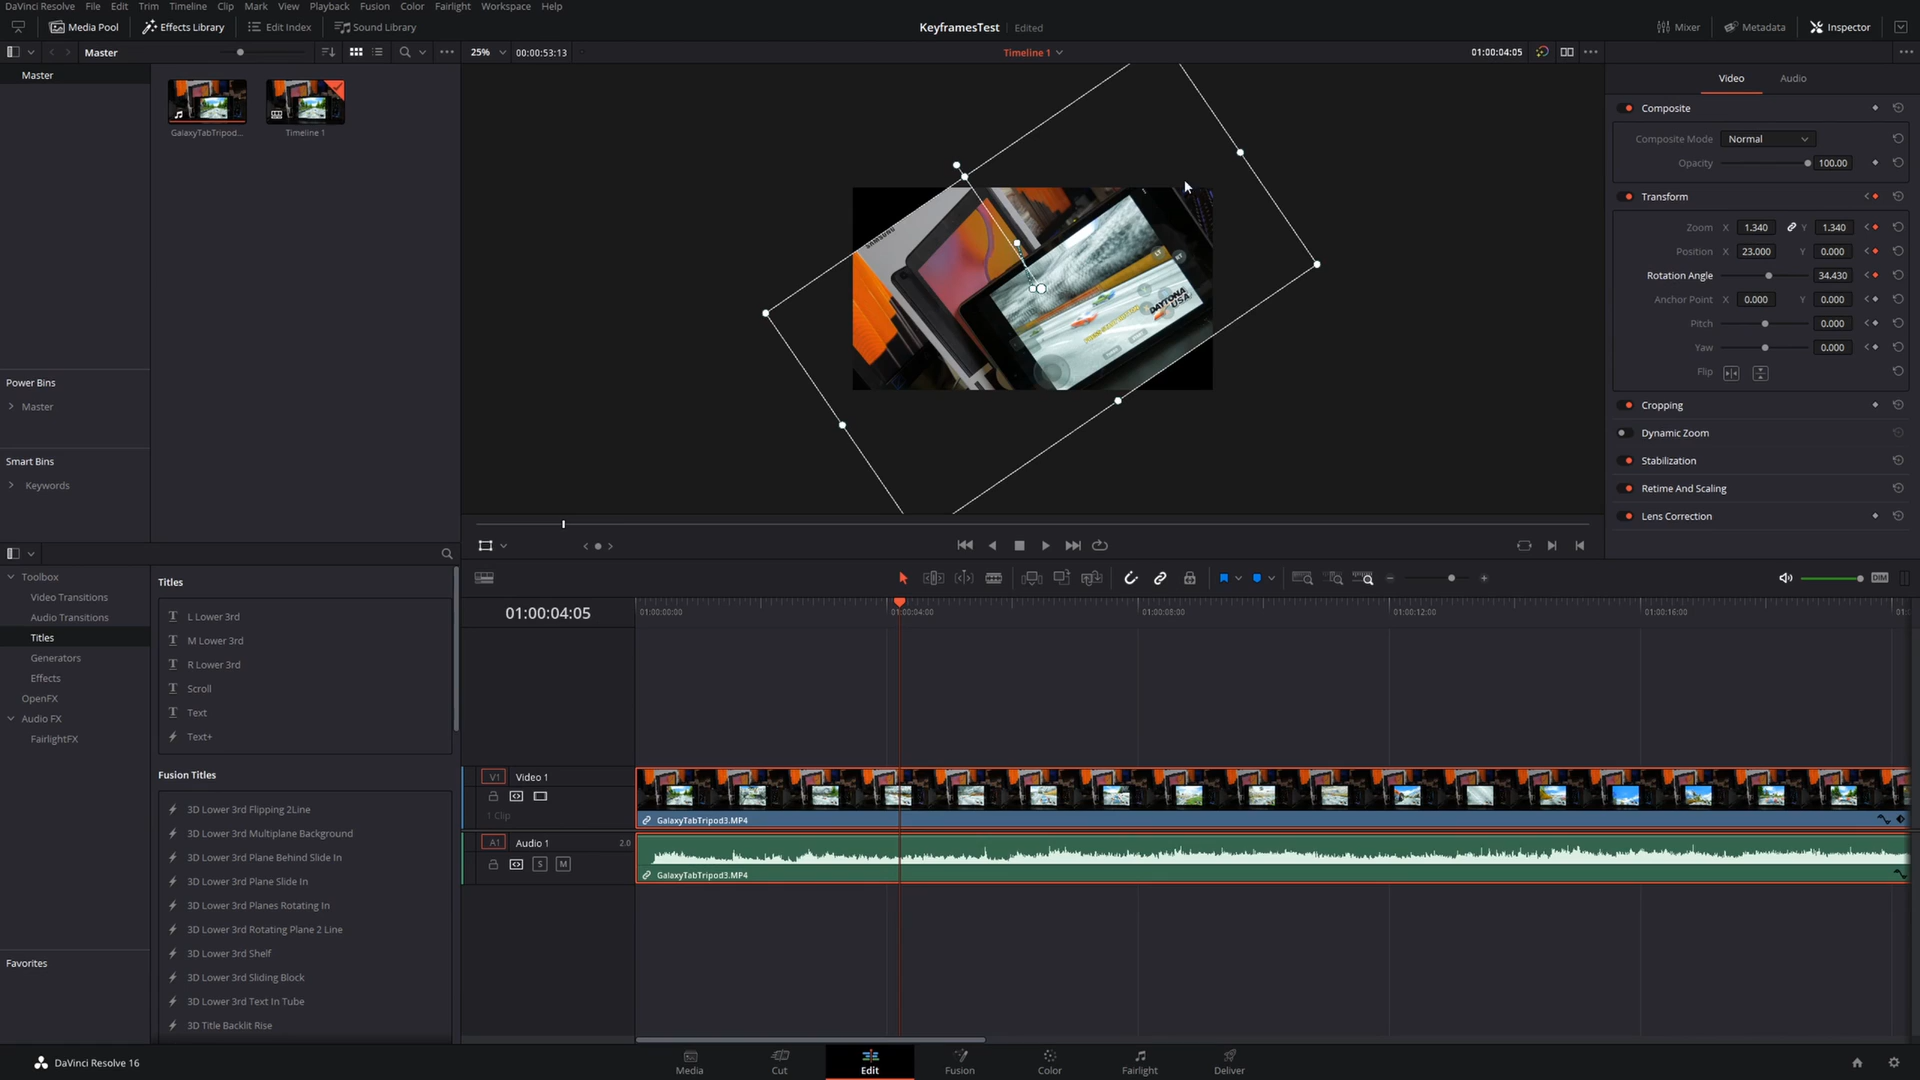 DaVinci Resolve File Edit Trim Timeline Clip Mark View Playback Fusion Color Fairlight Workspace Help
Media Pool Effects Library Edit Index Sound Library KeyframesTest Edited Mixer Metadata Inspector
Master 25% 00:00:53:13 Timeline 1 01:00:04:05
Master
GalaxyTabTripod... Timeline 1
Video Audio
Composite
Composite Mode Normal
Opacity 100.00
Transform
Zoom X 1.340 Y 1.340
Position X 23.000 Y 0.000
Rotation Angle 34.430
Anchor Point X 0.000 Y 0.000
Pitch 0.000
Yaw 0.000
Flip
Cropping
Dynamic Zoom
Stabilization
Retime And Scaling
Lens Correction
SAMSUNG
DAYTONA
USA
Power Bins
Master
Smart Bins
Keywords
Toolbox
Video Transitions
Audio Transitions
Titles
Generators
Effects
OpenFX
Audio FX
FairlightFX
Favorites
Titles
L Lower 3rd
M Lower 3rd
R Lower 3rd
Scroll
Text
Text+
Fusion Titles
3D Lower 3rd Flipping 2Line
3D Lower 3rd Multiplane Background
3D Lower 3rd Plane Behind Slide In
3D Lower 3rd Plane Slide In
3D Lower 3rd Planes Rotating In
3D Lower 3rd Rotating Plane 2 Line
3D Lower 3rd Shelf
3D Lower 3rd Sliding Block
3D Lower 3rd Text In Tube
3D Title Backlit Rise
DIM
01:00:04:05 01:00:00:00 01:00:04:00 01:00:08:00 01:00:12:00 01:00:16:00
V1 Video 1
1 Clip
GalaxyTabTripod3.MP4
A1 Audio 1 2.0
S M
GalaxyTabTripod3.MP4
DaVinci Resolve 16
Media Cut Edit Fusion Color Fairlight Deliver